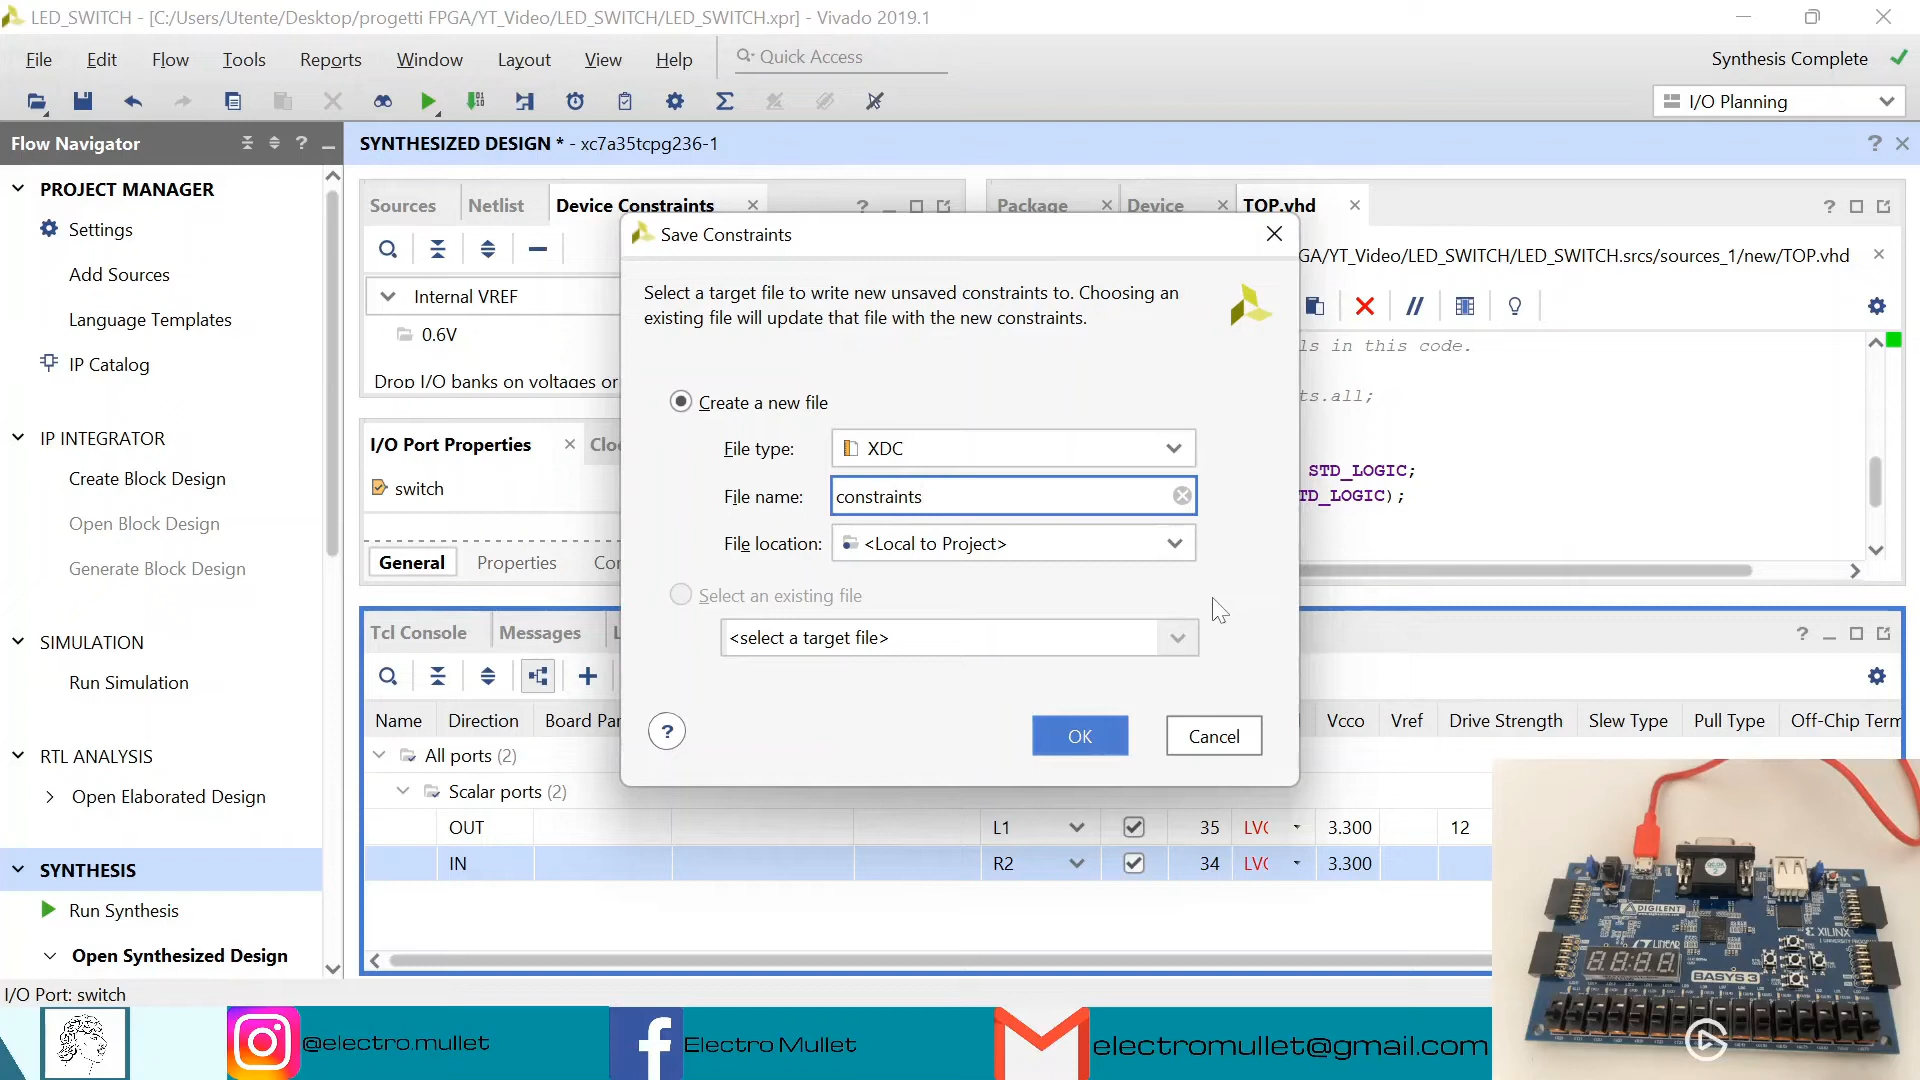 LED_SWITCH - [C:/Users/Utente/Desktop/progetti FPGA/YT_Video/LED_SWITCH/LED_SWITCH.xpr] - Vivado 2019.1
File Edit Flow Tools Reports Window Layout View Help Quick Access Synthesis Complete
I/O Planning
Flow Navigator
SYNTHESIZED DESIGN * - xc7a35tcpg236-1
PROJECT MANAGER
Settings
Add Sources
Language Templates
IP Catalog
IP INTEGRATOR
Create Block Design
Open Block Design
Generate Block Design
SIMULATION
Run Simulation
RTL ANALYSIS
Open Elaborated Design
SYNTHESIS
Run Synthesis
Open Synthesized Design
Sources Netlist Device Constraints
Internal VREF
0.6V
Drop I/O banks on voltages or
I/O Port Properties Clo
switch
General Properties Co
Package Device TOP.vhd
GA/YT_Video/LED_SWITCH/LED_SWITCH.srcs/sources_1/new/TOP.vhd
ls in this code.
ts.all;
STD_LOGIC;
TD_LOGIC);
Save Constraints
Select a target file to write new unsaved constraints to. Choosing an
existing file will update that file with the new constraints.
Create a new file
File type: XDC
File name: constraints
File location: <Local to Project>
Select an existing file
<select a target file>
? OK Cancel
Tcl Console Messages L
Name Direction Board Par Vcco Vref Drive Strength Slew Type Pull Type Off-Chip Term
All ports (2)
Scalar ports (2)
OUT L1 35 LVC 3.300 12
IN R2 34 LVC 3.300
I/O Port: switch
@electro.mullet
Electro Mullet
electromullet@gmail.com
DIGILENT
XILINX
LINEAR
BASYS 3